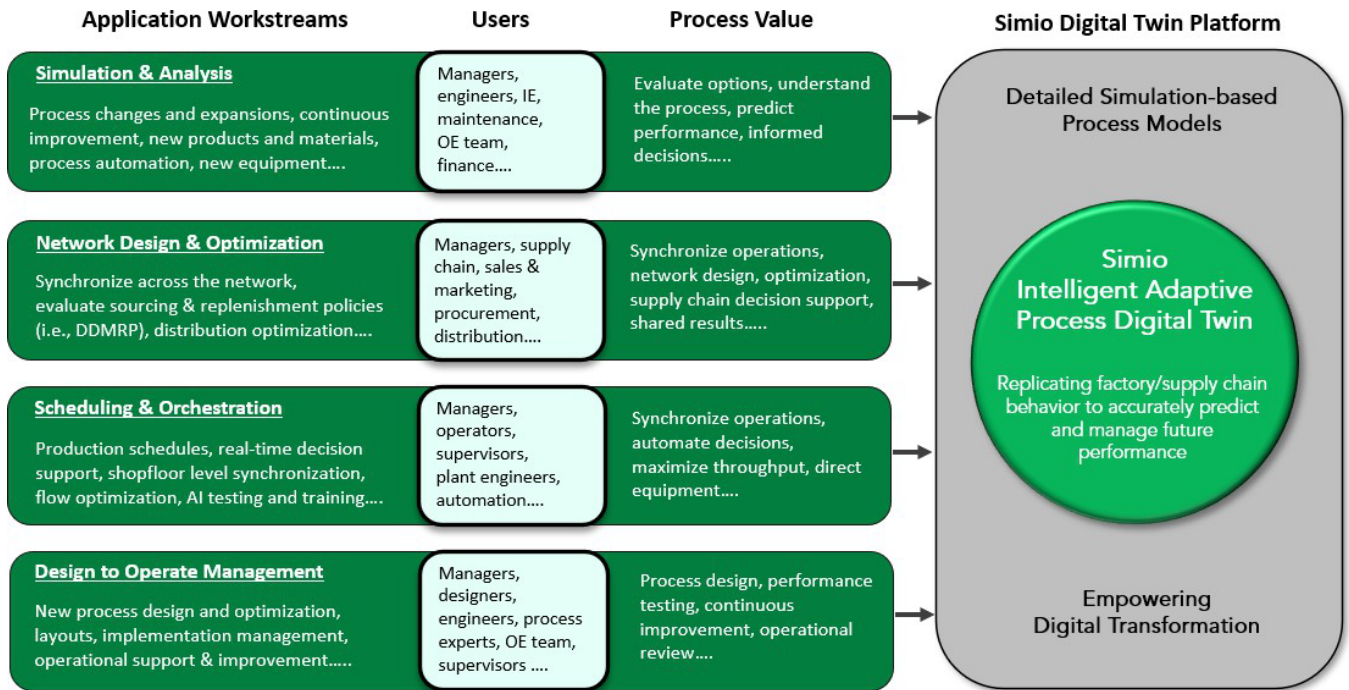 Application Workstreams
Users
Process Value
Simio Digital Twin Platform
Simulation & Analysis
Process changes and expansions, continuous
improvement, new products and materials,
process automation, new equipment....
Managers,
engineers, IE,
maintenance,
OE team,
finance....
Evaluate options, understand
the process, predict
performance, informed
decisions.....
Network Design & Optimization
Synchronize across the network,
evaluate sourcing & replenishment policies
(i.e., DDMRP), distribution optimization....
Managers, supply
chain, sales &
marketing,
procurement,
distribution....
Synchronize operations,
network design, optimization,
supply chain decision support,
shared results.....
Scheduling & Orchestration
Production schedules, real-time decision
support, shopfloor level synchronization,
flow optimization, AI testing and training....
Managers,
operators,
supervisors,
plant engineers,
automation....
Synchronize operations,
automate decisions,
maximize throughput, direct
equipment....
Design to Operate Management
New process design and optimization,
layouts, implementation management,
operational support & improvement.....
Managers,
designers,
engineers, process
experts, OE team,
supervisors ....
Process design, performance
testing, continuous
improvement, operational
review....
Detailed Simulation-based
Process Models
Simio
Intelligent Adaptive
Process Digital Twin
Replicating factory/supply chain
behavior to accurately predict
and manage future
performance
Empowering
Digital Transformation